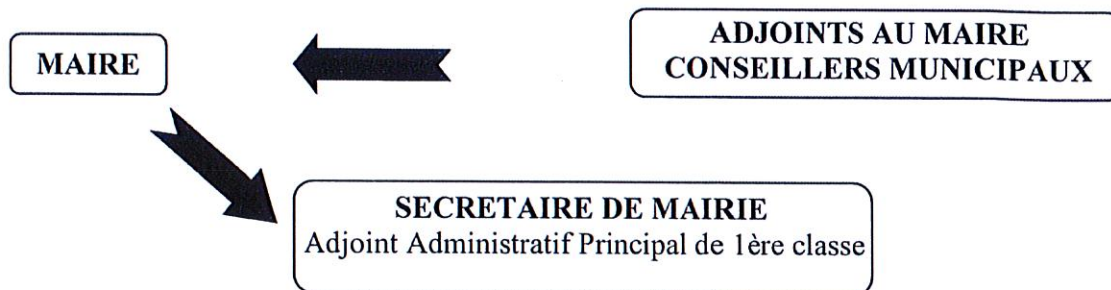 MAIRE
ADJOINTS AU MAIRE
CONSEILLERS MUNICIPAUX
SECRETAIRE DE MAIRIE
Adjoint Administratif Principal de 1ère classe